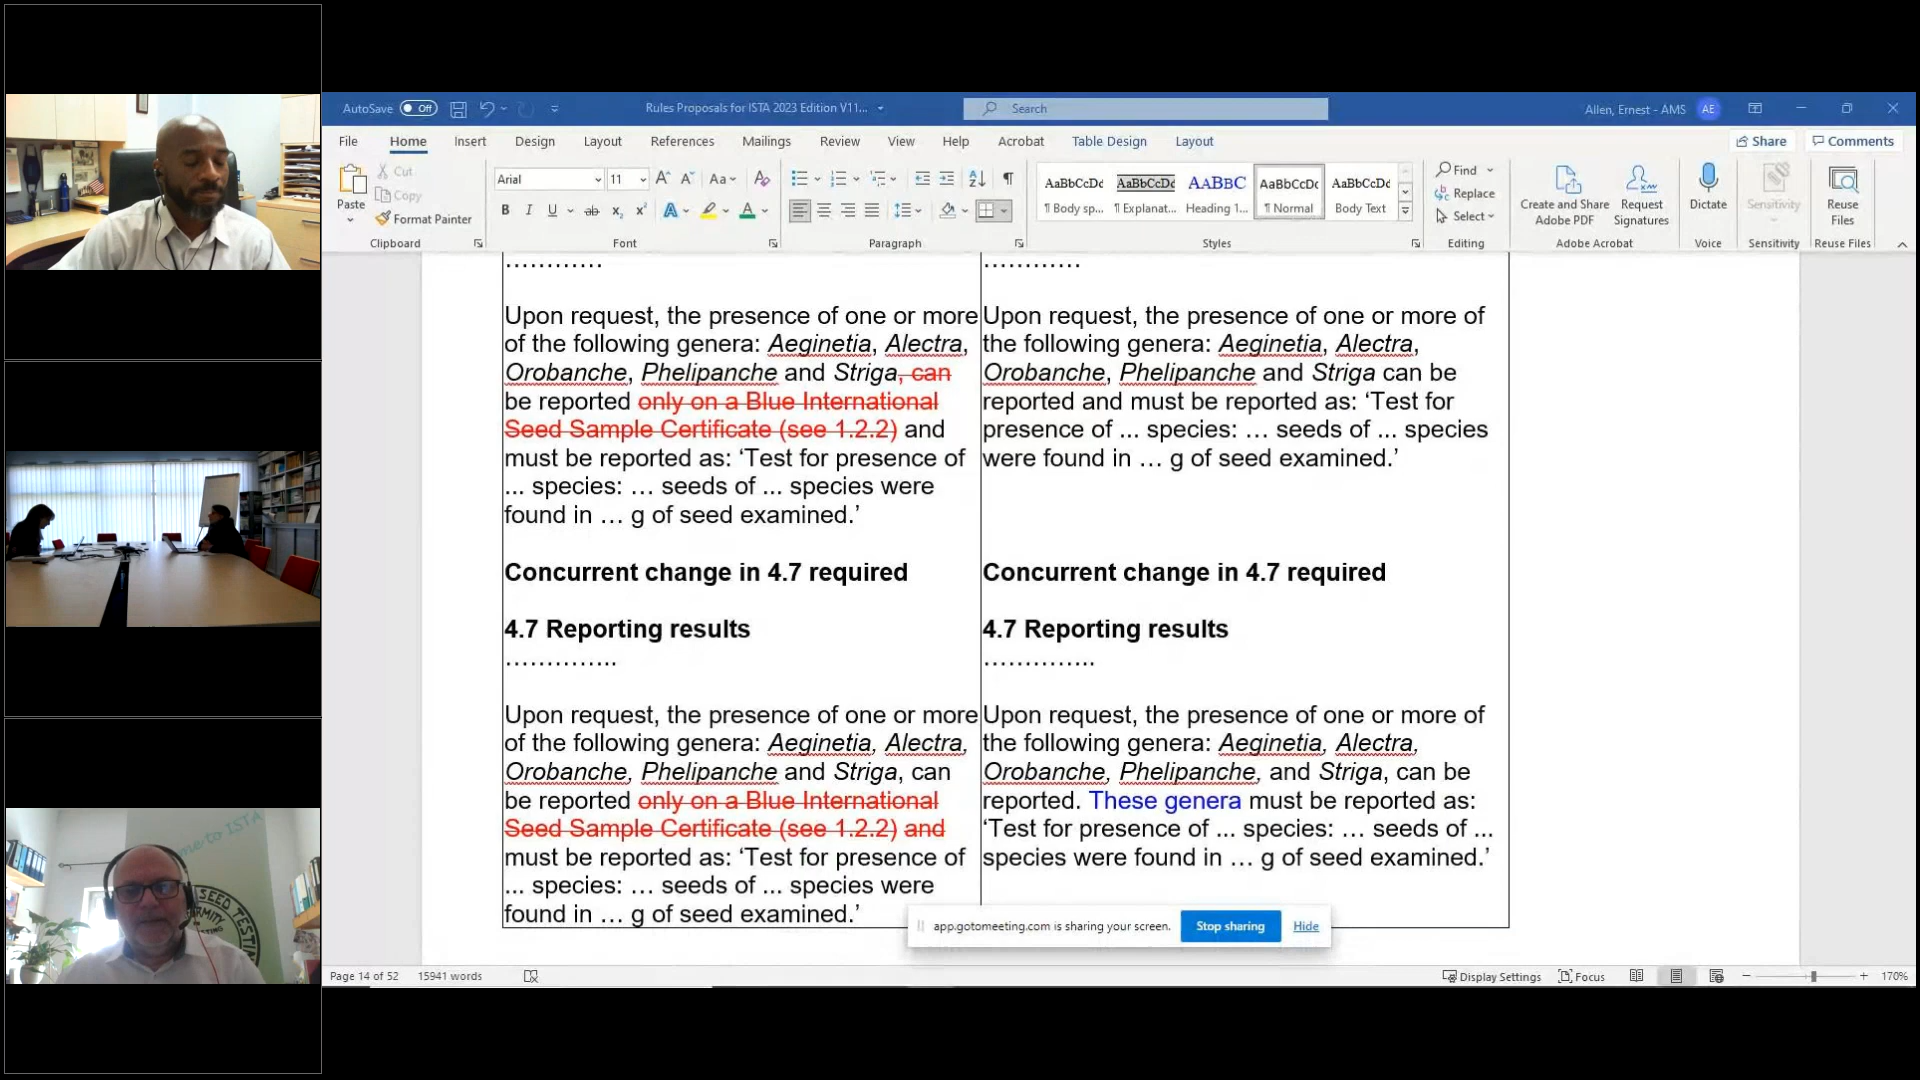 AutoSave Off
Rules Proposals for ISTA 2023 Edition V11...
Search
Allen, Ernest - AMS AE
File Home Insert Design Layout References Mailings Review View Help Acrobat Table Design Layout
Share Comments
Paste
Cut
Copy
Format Painter
Clipboard
Arial 11
Font
Paragraph
AaBbCcDc AaBbCcDc AABBC AaBbCcDc AaBbCcDc
¶ Body sp... ¶ Explanat... Heading 1... ¶ Normal Body Text
Styles
Find
Replace
Select
Editing
Create and Share Adobe PDF
Request Signatures
Adobe Acrobat
Dictate
Voice
Sensitivity
Sensitivity
Reuse Files
Reuse Files
…………
Upon request, the presence of one or more
of the following genera: Aeginetia, Alectra,
Orobanche, Phelipanche and Striga, can
be reported only on a Blue International
Seed Sample Certificate (see 1.2.2) and
must be reported as: ‘Test for presence of
... species: … seeds of ... species were
found in … g of seed examined.’
Concurrent change in 4.7 required
4.7 Reporting results
…………..
Upon request, the presence of one or more
of the following genera: Aeginetia, Alectra,
Orobanche, Phelipanche and Striga, can
be reported only on a Blue International
Seed Sample Certificate (see 1.2.2) and
must be reported as: ‘Test for presence of
... species: … seeds of ... species were
found in … g of seed examined.’
…………
Upon request, the presence of one or more of
the following genera: Aeginetia, Alectra,
Orobanche, Phelipanche and Striga can be
reported and must be reported as: ‘Test for
presence of ... species: … seeds of ... species
were found in … g of seed examined.’
Concurrent change in 4.7 required
4.7 Reporting results
…………..
Upon request, the presence of one or more of
the following genera: Aeginetia, Alectra,
Orobanche, Phelipanche, and Striga, can be
reported. These genera must be reported as:
‘Test for presence of ... species: … seeds of ...
species were found in … g of seed examined.’
app.gotomeeting.com is sharing your screen. Stop sharing Hide
Page 14 of 52 15941 words
Display Settings Focus 170%
to ISTA
SEED TESTING